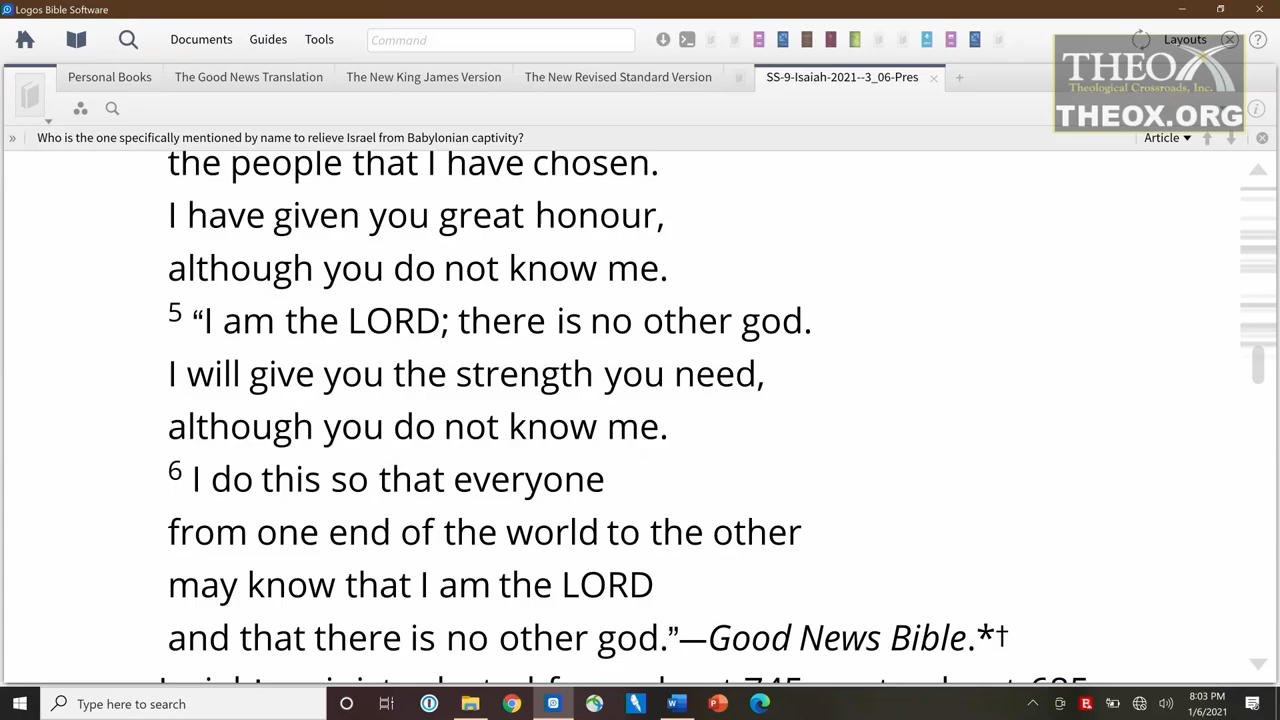 Logos Bible Software
Documents Guides Tools Command Layouts
Personal Books The Good News Translation The New King James Version The New Revised Standard Version SS-9-Isaiah-2021--3_06-Pres
THEOX
Theological Crossroads, Inc.
THEOX.ORG
Who is the one specifically mentioned by name to relieve Israel from Babylonian captivity? Article
the people that I have chosen.
I have given you great honour,
although you do not know me.
5 “I am the LORD; there is no other god.
I will give you the strength you need,
although you do not know me.
6 I do this so that everyone
from one end of the world to the other
may know that I am the LORD
and that there is no other god.”—Good News Bible.*†
Type here to search
8:03 PM
1/6/2021